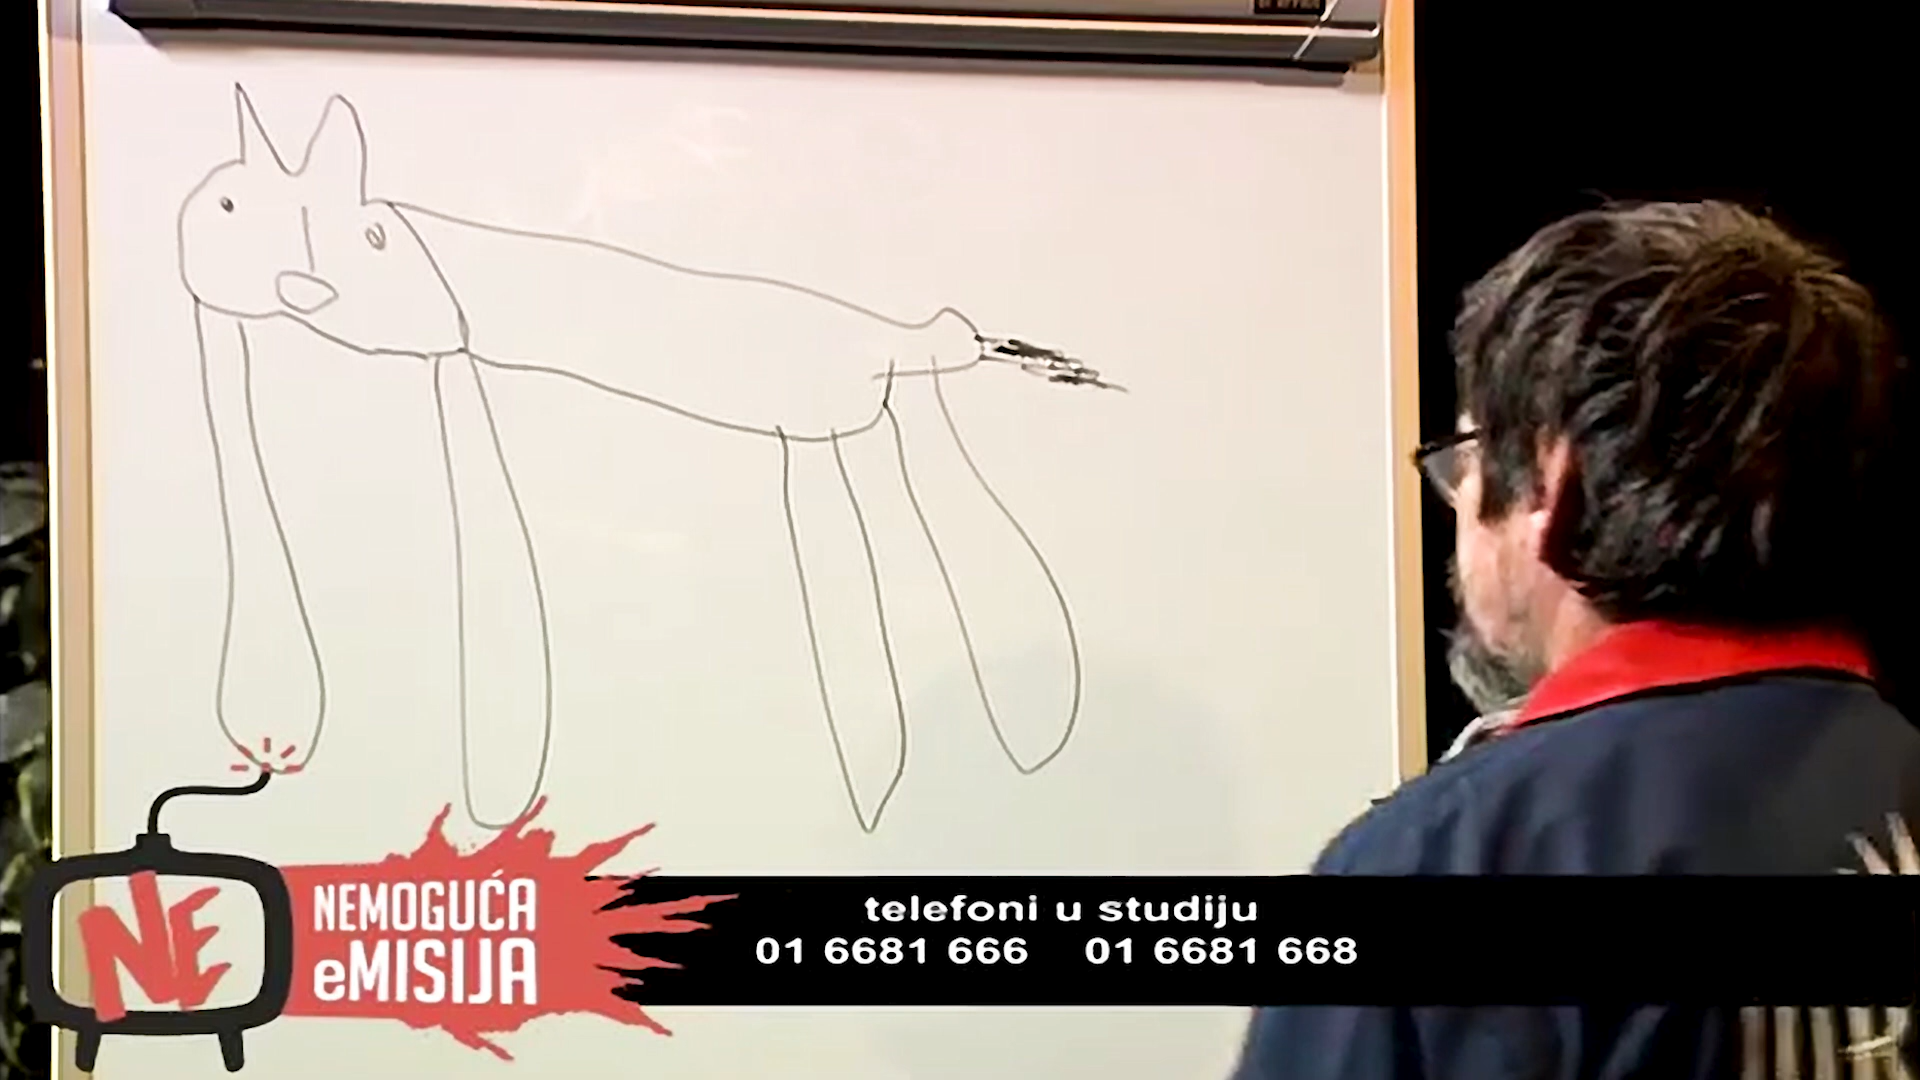 NE
NEMOGUĆA
eMISIJA
telefoni u studiju
01 6681 666 01 6681 668